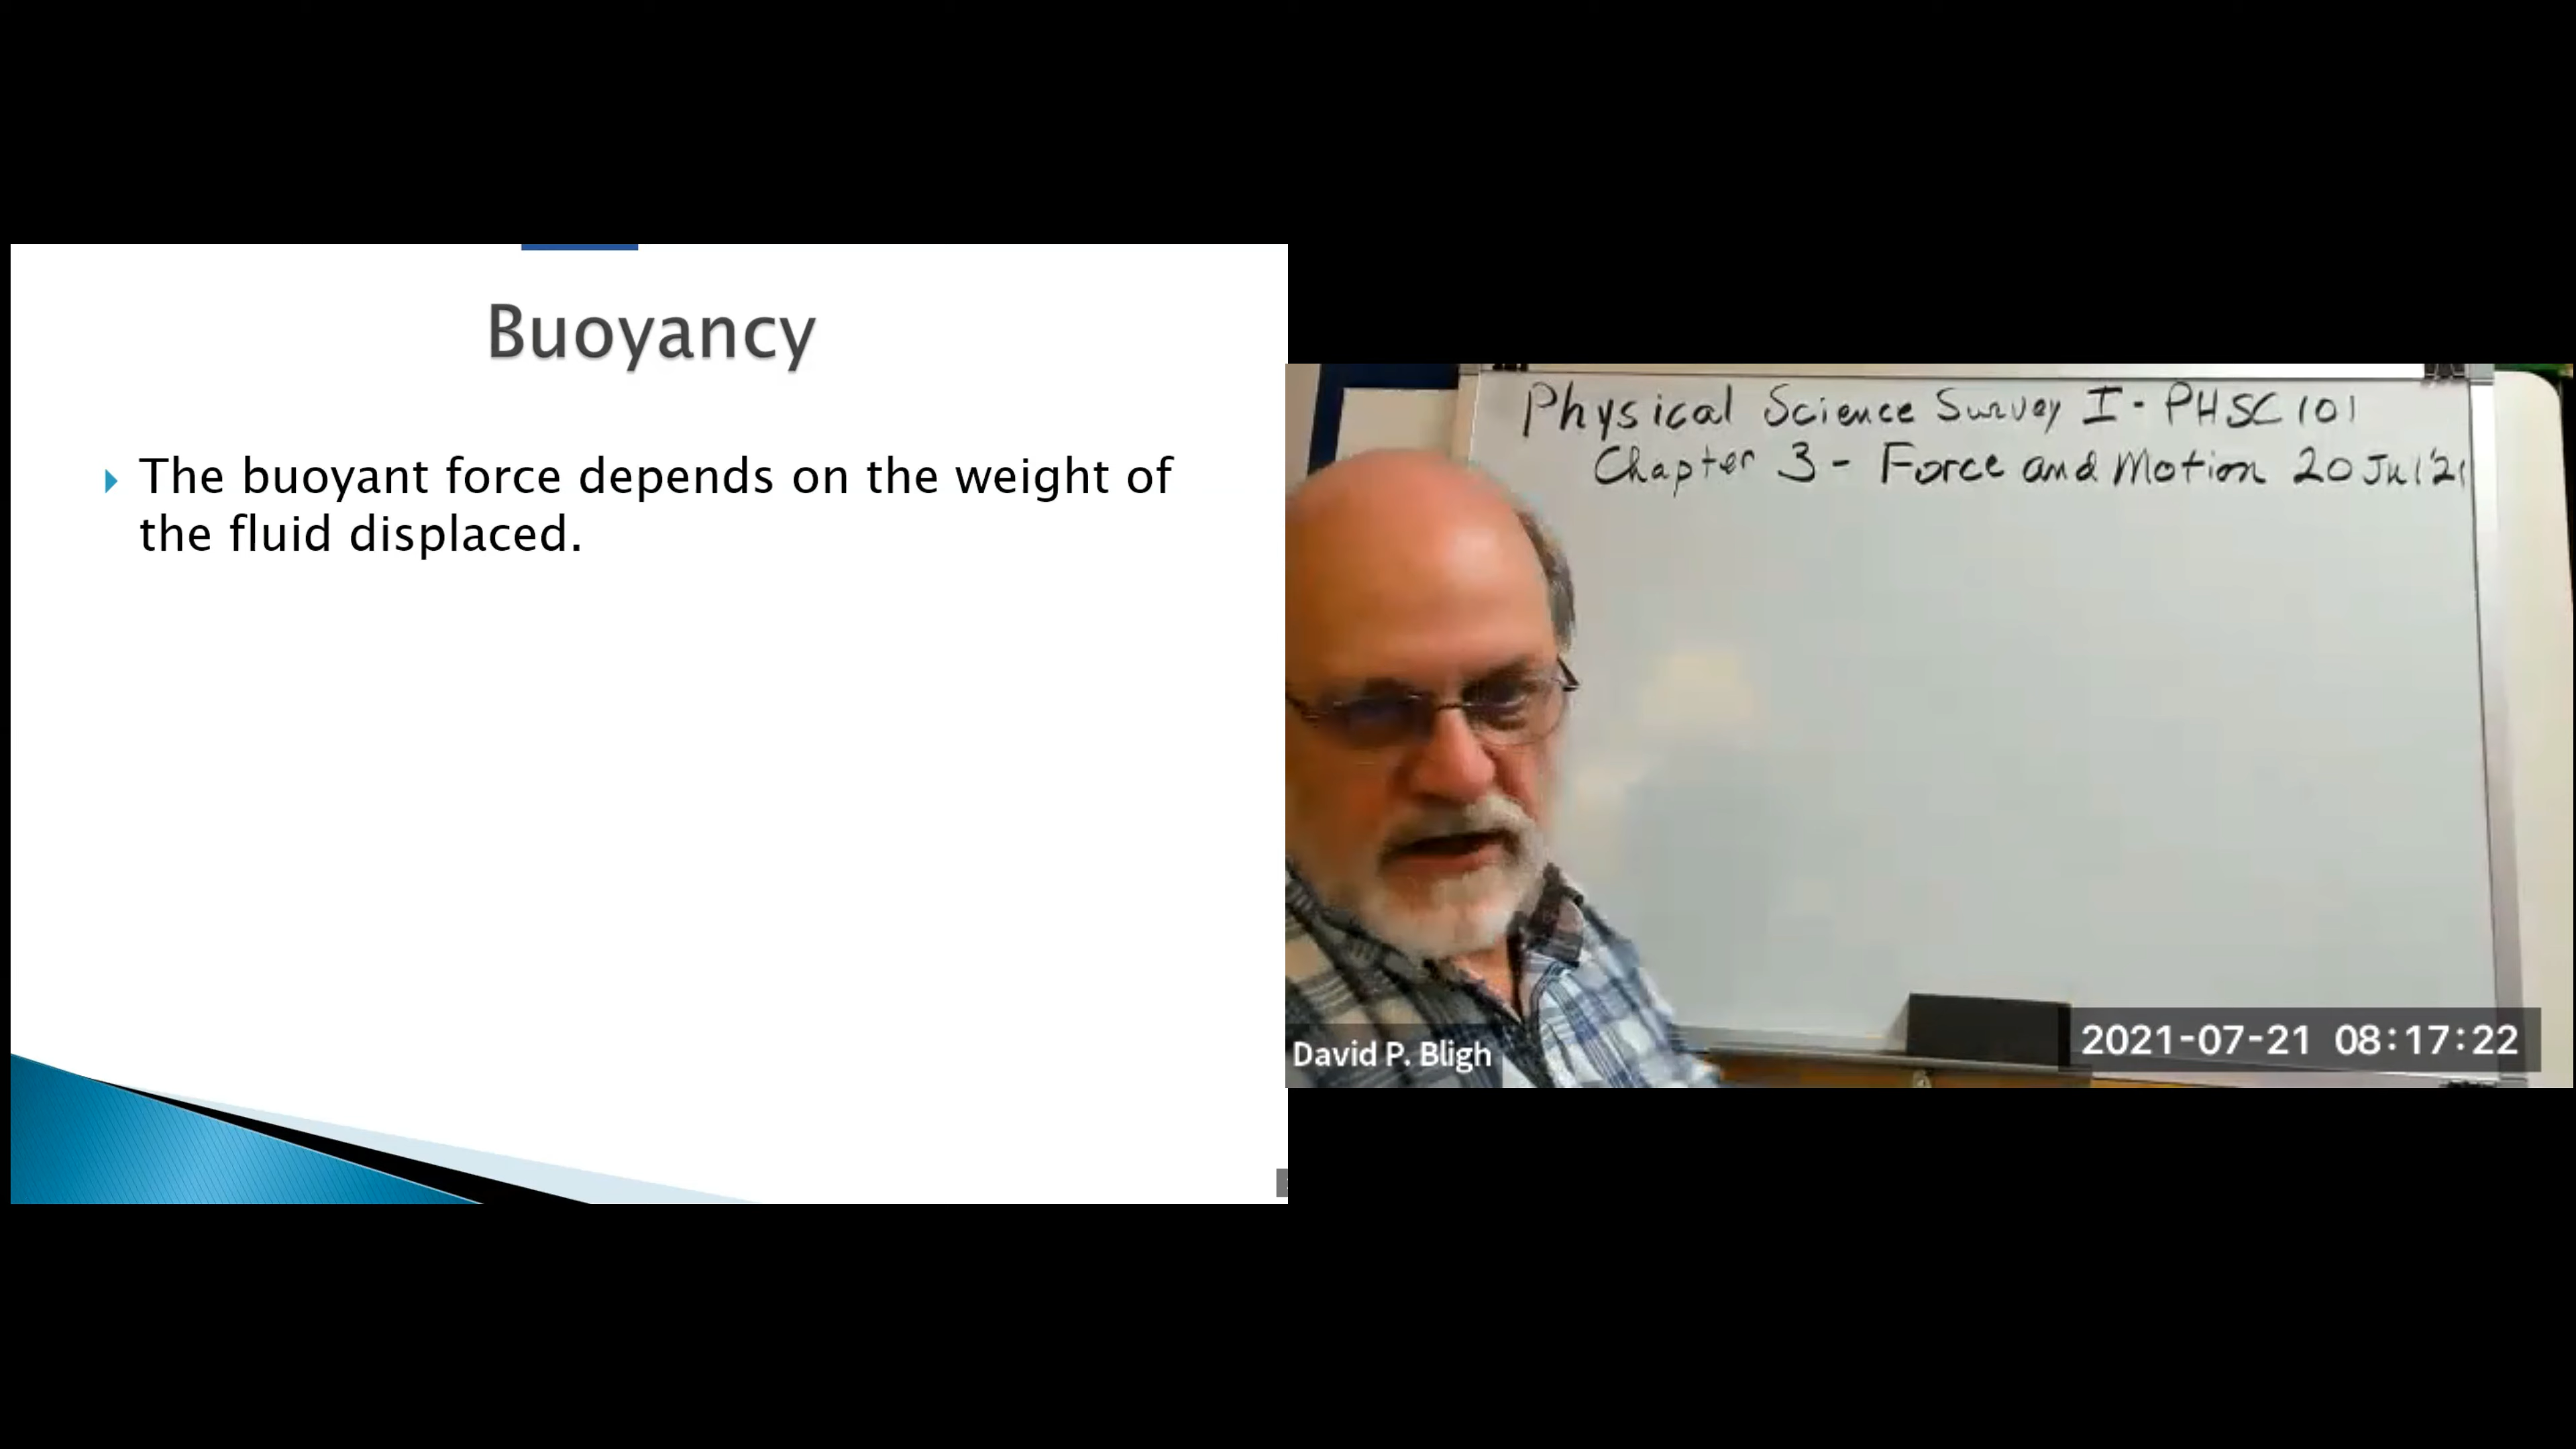 Buoyancy
The buoyant force depends on the weight of
the fluid displaced.
Physical Science Survey I - PHSC 101
Chapter 3 - Force and Motion 20 Jul '21
David P. Bligh
2021-07-21 08:17:22